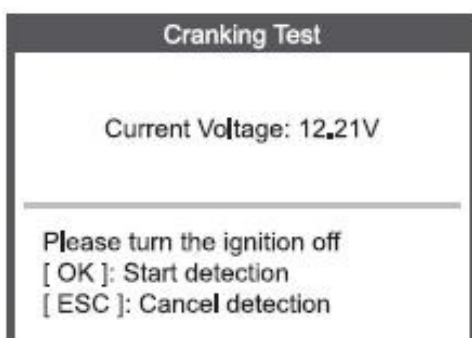 Cranking Test
Current Voltage: 12.21V
Please turn the ignition off
[ OK ]: Start detection
[ ESC ]: Cancel detection